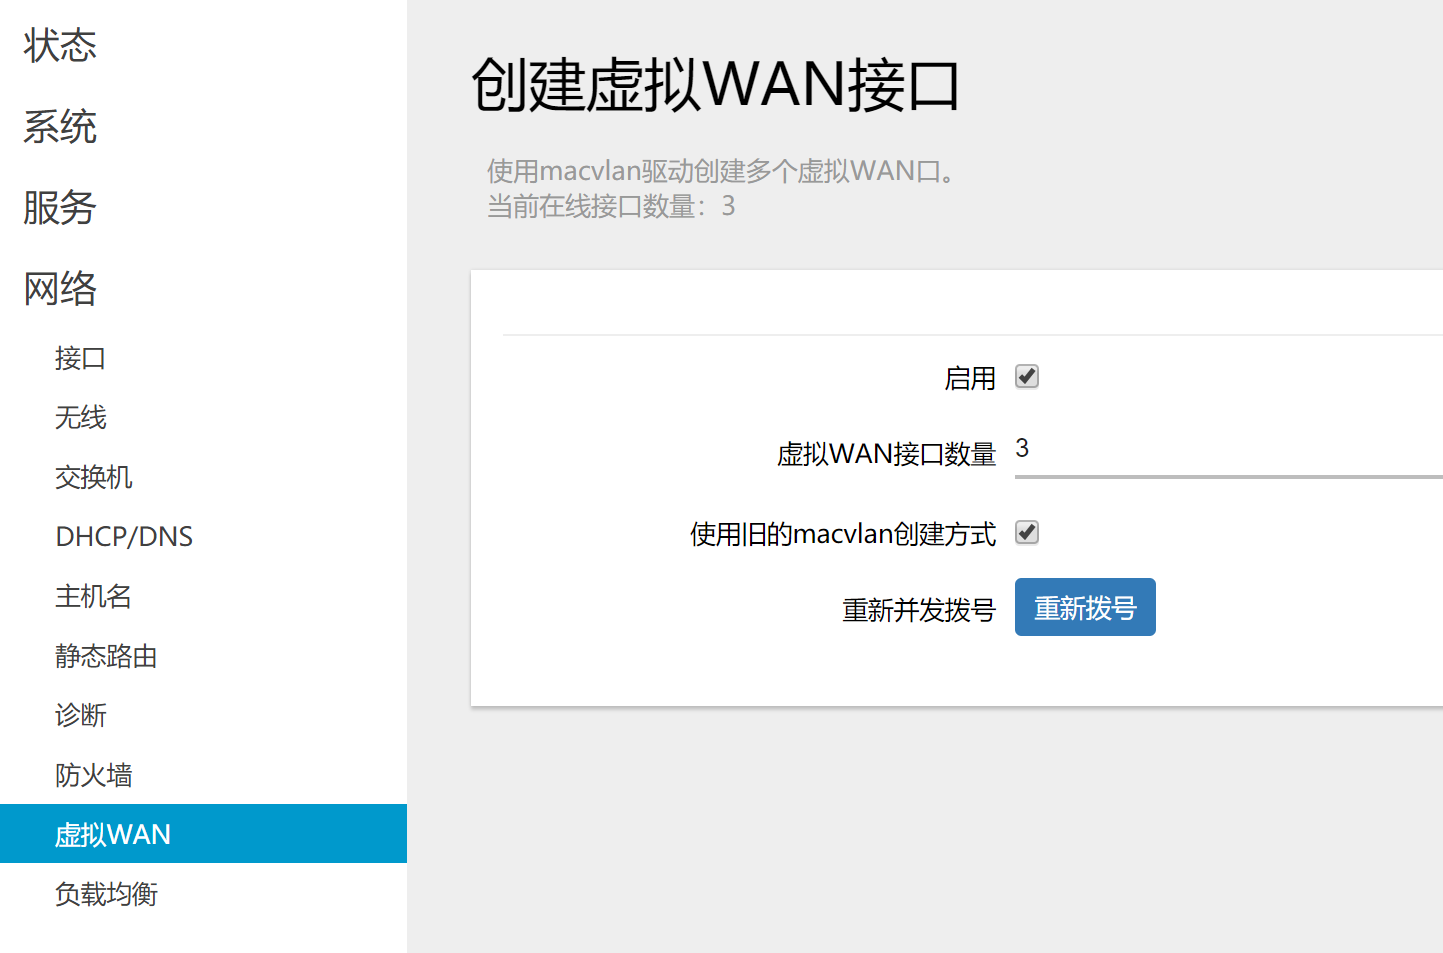 状态
系统
服务
网络
接口
无线
交换机
DHCP/DNS
主机名
静态路由
诊断
防火墙
虚拟WAN
负载均衡
创建虚拟WAN接口
使用macvlan驱动创建多个虚拟WAN口。
当前在线接口数量：3
启用
虚拟WAN接口数量 3
使用旧的macvlan创建方式
重新并发拨号 重新拨号